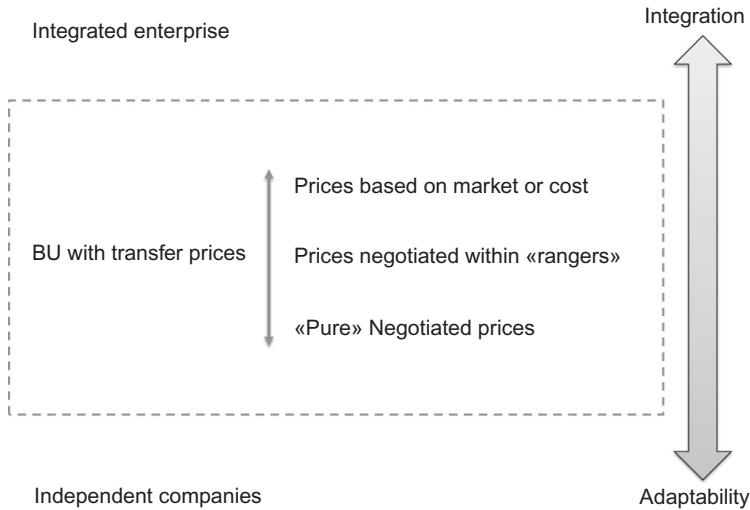 Integration
Integrated enterprise
Prices based on market or cost
BU with transfer prices
Prices negotiated within «rangers»
«Pure» Negotiated prices
Independent companies
Adaptability